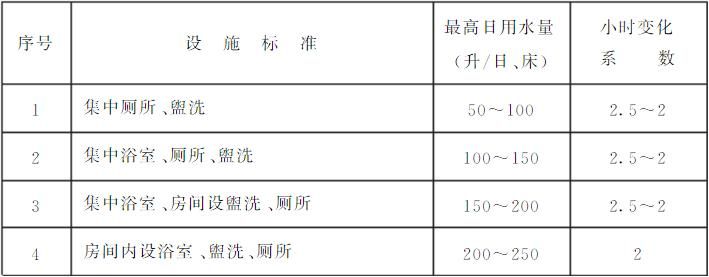 序号 设施标准 最高日用水量 小时变化
（升/日、床） 系数
1 集中厕所、盥洗 50～100 2.5～2
2 集中浴室、厕所、盥洗 100～150 2.5～2
3 集中浴室、房间设盥洗、厕所 150～200 2.5～2
4 房间内设浴室、盥洗、厕所 200～250 2